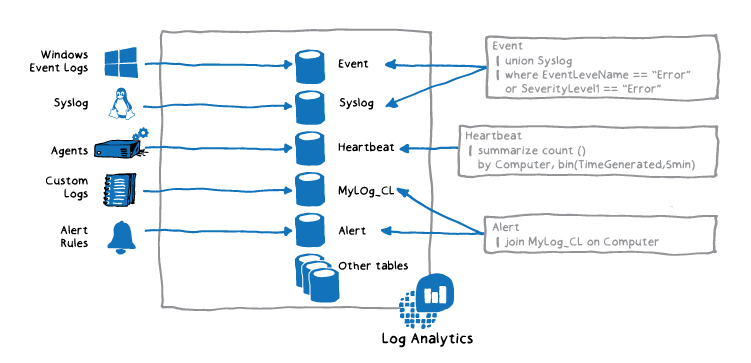 Windows
Event Logs
Event
Event
| union Syslog
| where EventLeveName == "Error"
or SeverityLevel1 == "Error"
Syslog
Syslog
Agents
Heartbeat
Heartbeat
| summarize count ()
by Computer, bin(TimeGenerated,5min)
Custom
Logs
MyLOg_CL
Alert
Rules
Alert
Alert
| join MyLog_CL on Computer
Other tables
Log Analytics